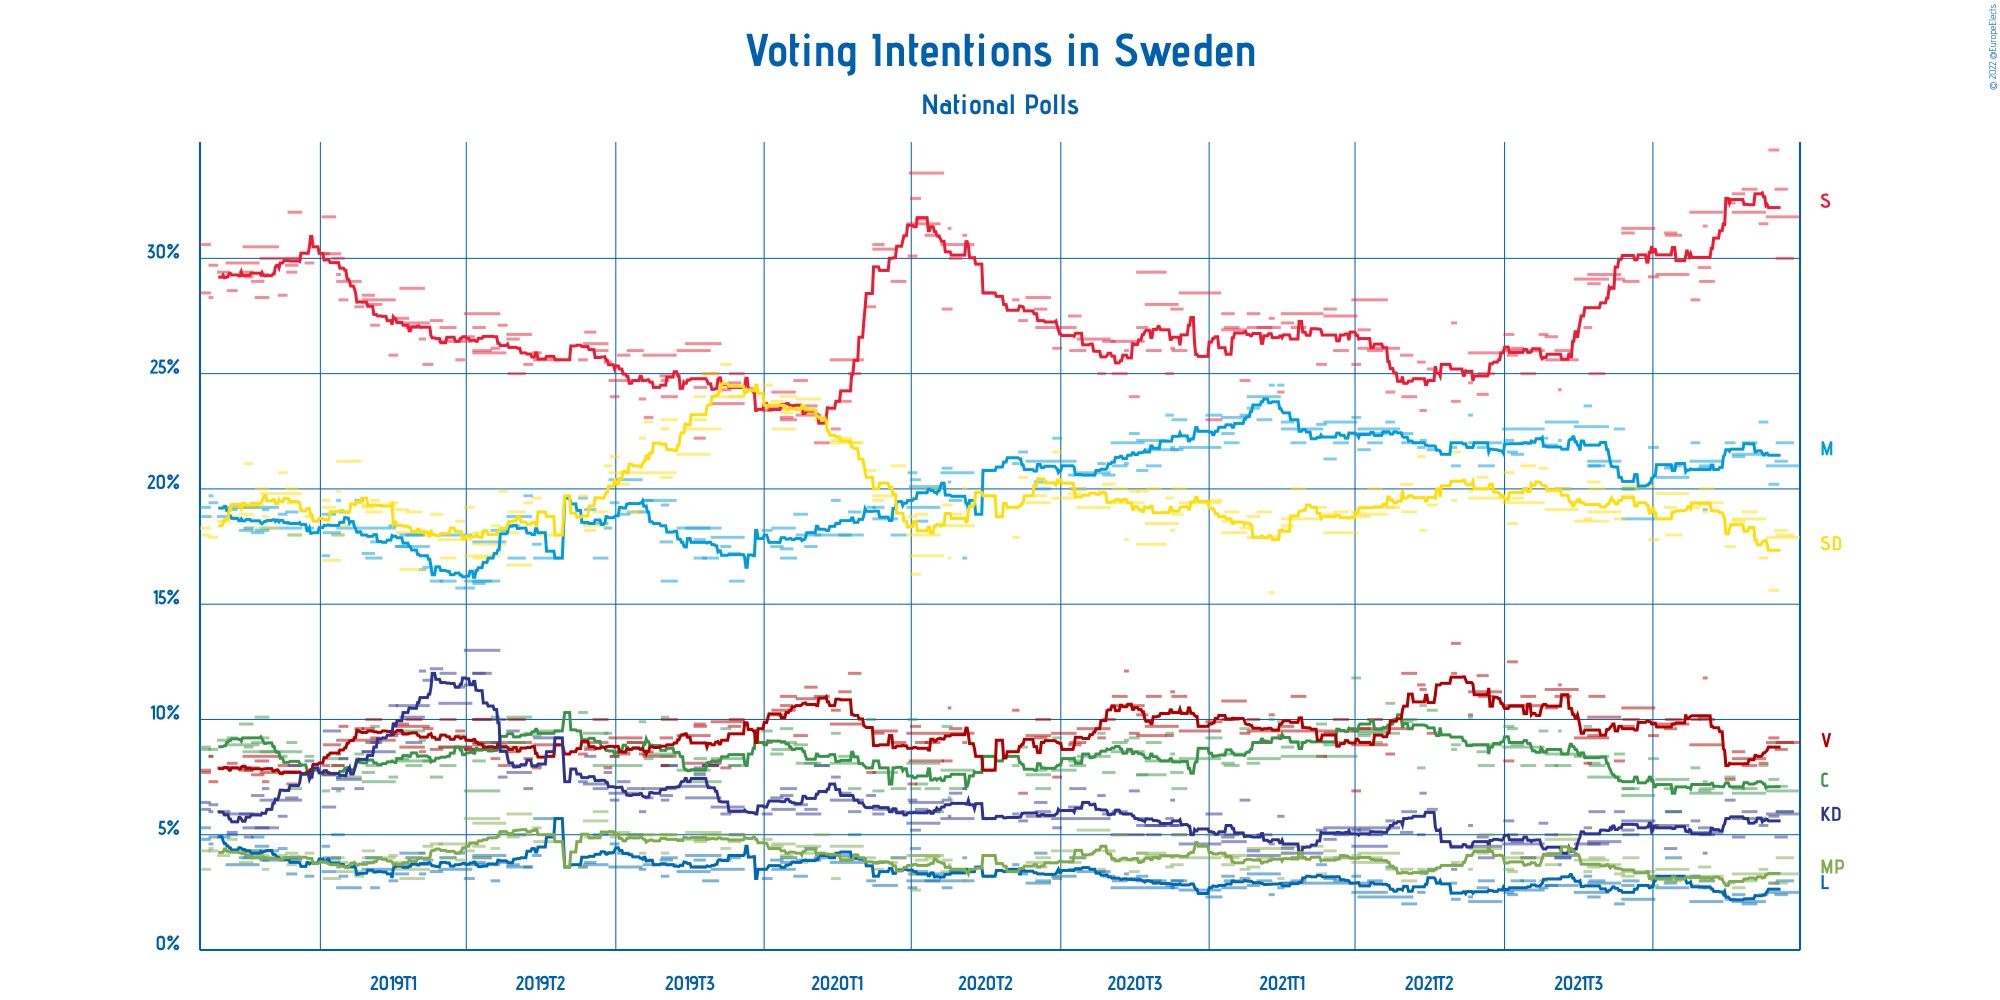 © 2022 @EuropeElects
Voting Intentions in Sweden
National Polls
30%
25%
20%
15%
10%
5%
0%
S
M
SD
V
C
KD
MP
L
2019T1 2019T2 2019T3 2020T1 2020T2 2020T3 2021T1 2021T2 2021T3